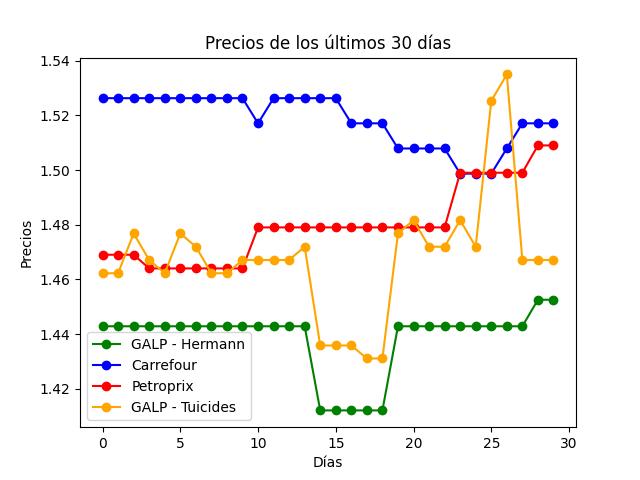 Precios de los últimos 30 días
1.54
1.52
1.50
1.48
1.46
1.44
1.42
Precios
GALP - Hermann
Carrefour
Petroprix
GALP - Tuicides
0 5 10 15 20 25 30
Días